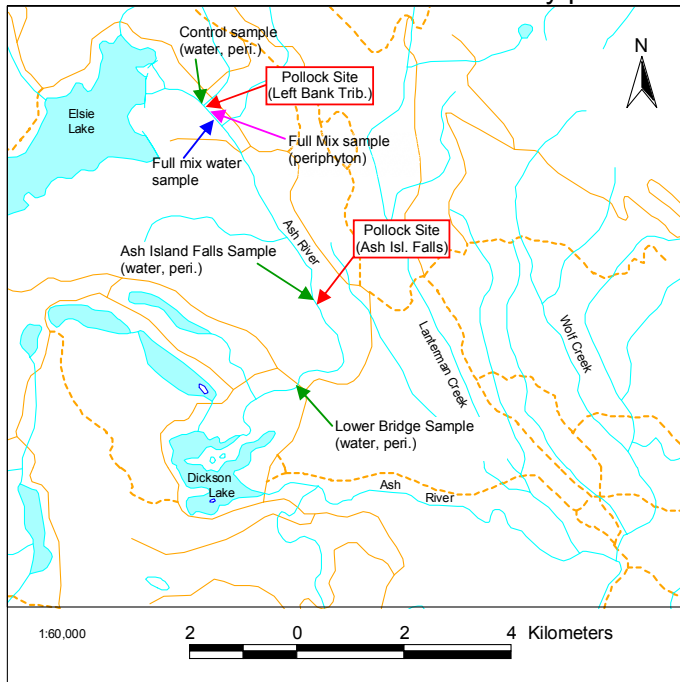 Control sample
(water, peri.)
N
Pollock Site
(Left Bank Trib.)
Elsie
Lake
Full Mix sample
(periphyton)
Full mix water
sample
Ash River
Pollock Site
(Ash Isl. Falls)
Ash Island Falls Sample
(water, peri.)
Wolf Creek
Lanterman Creek
Lower Bridge Sample
(water, peri.)
Dickson
Lake
Ash
River
1:60,000
2 0 2 4 Kilometers